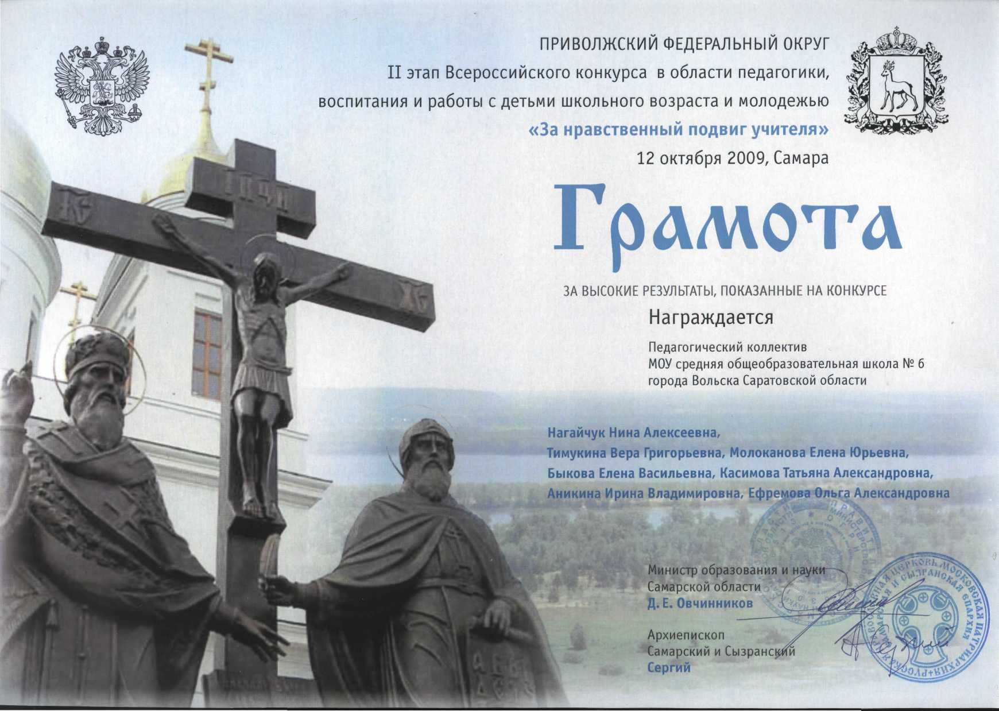 ПРИВОЛЖСКИЙ ФЕДЕРАЛЬНЫЙ ОКРУГ
II этап Всероссийского конкурса в области педагогики,
воспитания и работы с детьми школьного возраста и молодежью
«За нравственный подвиг учителя»
12 октября 2009, Самара
Грамота
ЗА ВЫСОКИЕ РЕЗУЛЬТАТЫ, ПОКАЗАННЫЕ НА КОНКУРСЕ
Награждается
Педагогический коллектив
МОУ средняя общеобразовательная школа № 6
города Вольска Саратовской области
Нагайчук Нина Алексеевна,
Тимукина Вера Григорьевна, Молоканова Елена Юрьевна,
Быкова Елена Васильевна, Касимова Татьяна Александровна,
Аникина Ирина Владимировна, Ефремова Ольга Александровна
Министр образования и науки
Самарской области
Д. Е. Овчинников
Архиепископ
Самарский и Сызранский
Сергий